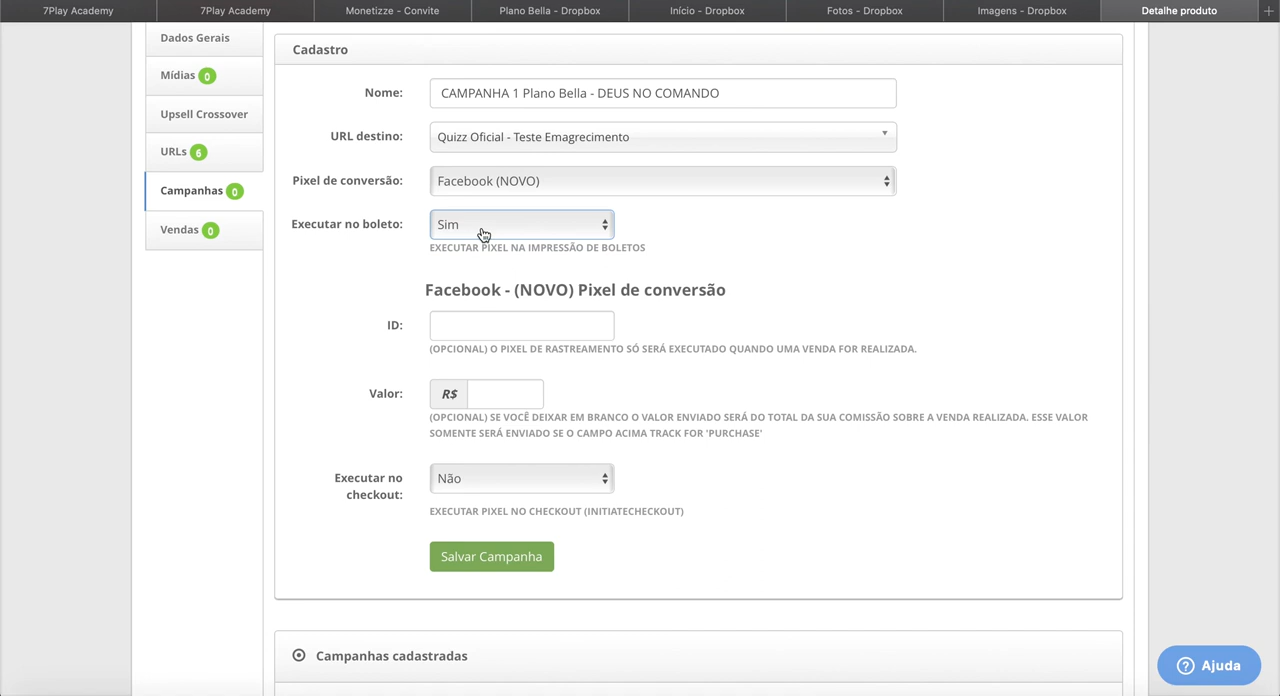 7Play Academy
7Play Academy
Monetizze - Convite
Plano Bella - Dropbox
Início - Dropbox
Fotos - Dropbox
Imagens - Dropbox
Detalhe produto
Dados Gerais
Mídias 0
Upsell Crossover
URLs 6
Campanhas 0
Vendas 0
Cadastro
Nome: CAMPANHA 1 Plano Bella - DEUS NO COMANDO
URL destino: Quizz Oficial - Teste Emagrecimento
Pixel de conversão: Facebook (NOVO)
Executar no boleto: Sim
EXECUTAR PIXEL NA IMPRESSÃO DE BOLETOS
Facebook - (NOVO) Pixel de conversão
ID:
(OPCIONAL) O PIXEL DE RASTREAMENTO SÓ SERÁ EXECUTADO QUANDO UMA VENDA FOR REALIZADA.
Valor: R$
(OPCIONAL) SE VOCÊ DEIXAR EM BRANCO O VALOR ENVIADO SERÁ DO TOTAL DA SUA COMISSÃO SOBRE A VENDA REALIZADA. ESSE VALOR
SOMENTE SERÁ ENVIADO SE O CAMPO ACIMA TRACK FOR 'PURCHASE'
Executar no
checkout:
Não
EXECUTAR PIXEL NO CHECKOUT (INITIATECHECKOUT)
Salvar Campanha
Campanhas cadastradas
Ajuda